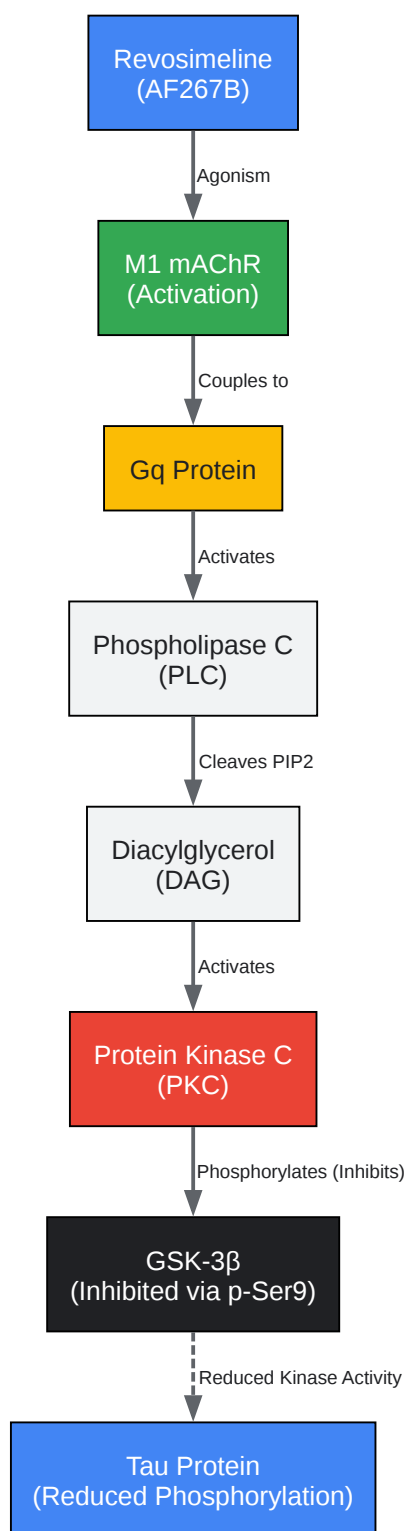 Revosimeline
(AF267B)
Agonism
M1 mAChR
(Activation)
Couples to
Gq Protein
Activates
Phospholipase C
(PLC)
Cleaves PIP2
Diacylglycerol
(DAG)
Activates
Protein Kinase C
(PKC)
Phosphorylates (Inhibits)
GSK-3β
(Inhibited via p-Ser9)
Reduced Kinase Activity
Tau Protein
(Reduced Phosphorylation)